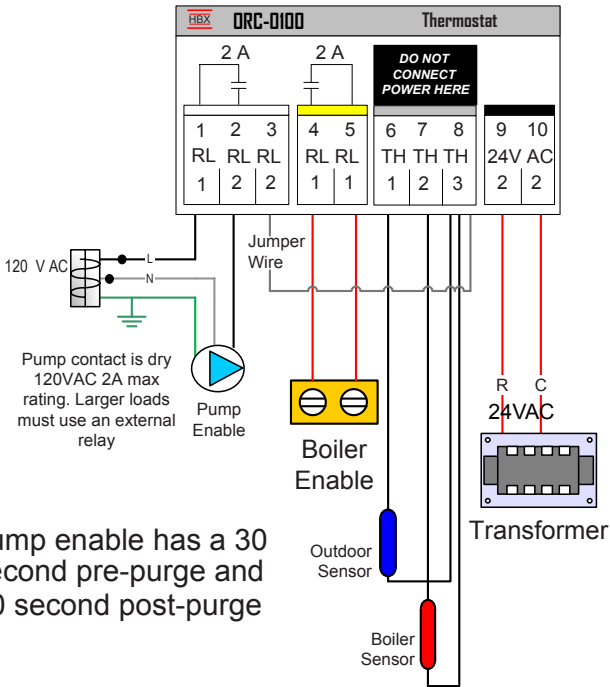 HBX ORC-0100 Thermostat
2 A 2 A
DO NOT
CONNECT
POWER HERE
1 2 3 4 5 6 7 8 9 10
RL RL RL RL RL TH TH TH 24V AC
1 2 2 1 1 1 2 3 2 2
Jumper
Wire
120 V AC
L
N
Pump contact is dry
120VAC 2A max
rating. Larger loads
must use an external
relay
Pump
Enable
Boiler
Enable
R C
24VAC
Transformer
ump enable has a 30
econd pre-purge and
0 second post-purge
Outdoor
Sensor
Boiler
Sensor